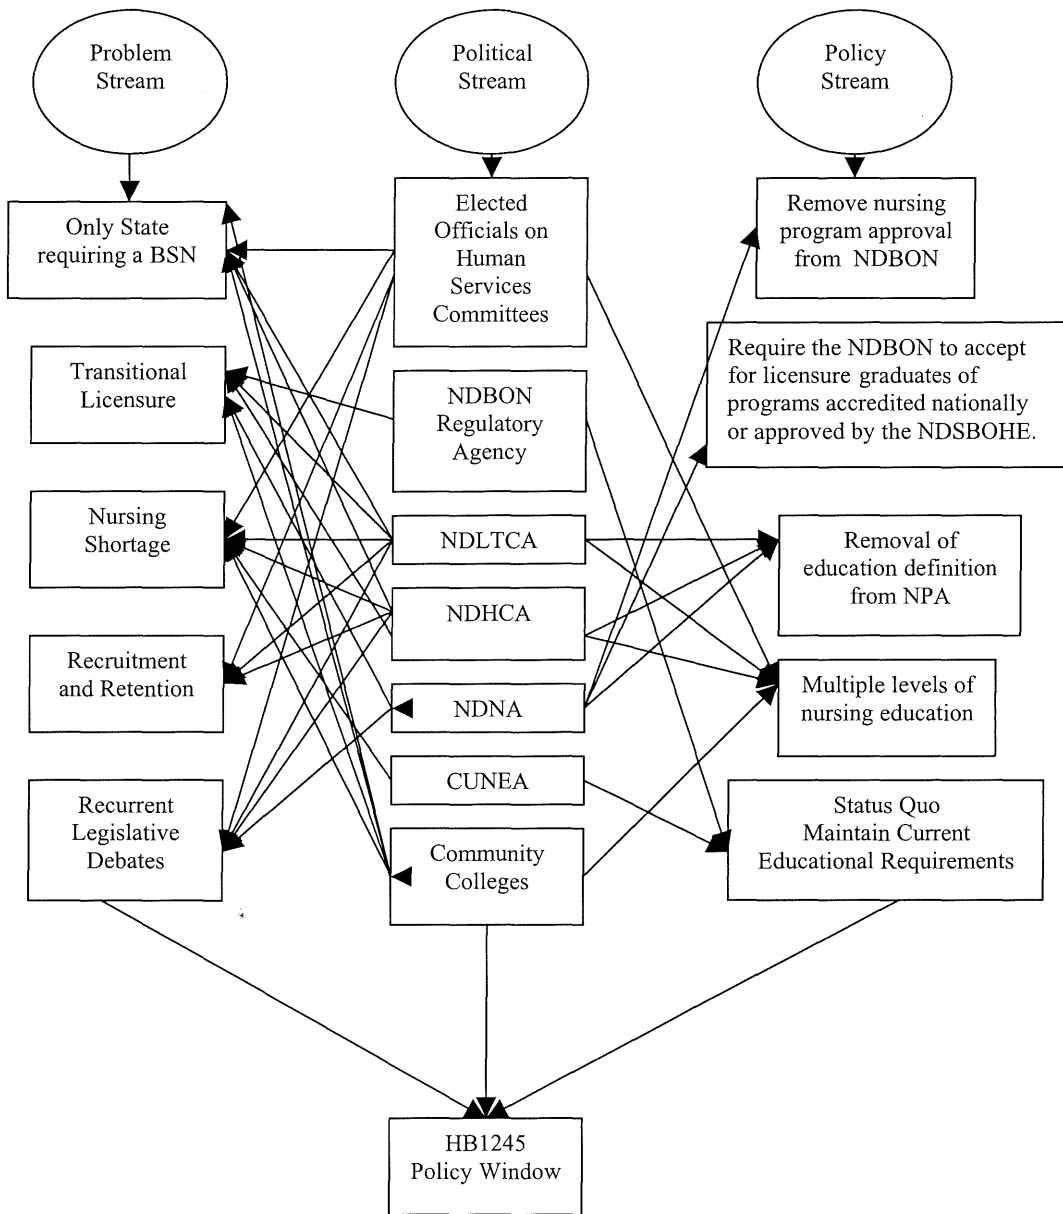 Problem
Stream
Political
Stream
Policy
Stream
Only State
requiring a BSN
Transitional
Licensure
Nursing
Shortage
Recruitment
and Retention
Recurrent
Legislative
Debates
Elected
Officials on
Human
Services
Committees
NDBON
Regulatory
Agency
NDLTCA
NDHCA
NDNA
CUNEA
Community
Colleges
Remove nursing
program approval
from NDBON
Require the NDBON to accept
for licensure graduates of
programs accredited nationally
or approved by the NDSBOHE.
Removal of
education definition
from NPA
Multiple levels of
nursing education
Status Quo
Maintain Current
Educational Requirements
HB1245
Policy Window